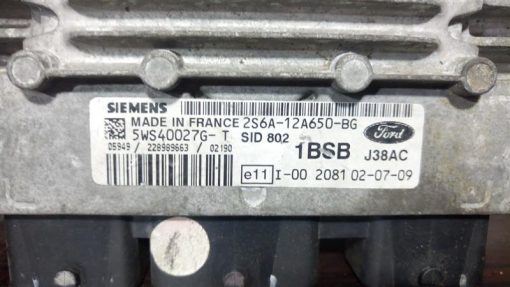 SIEMENS
MADE IN FRANCE 2S6A-12A650-BG
5WS40027G-T SID 802
Ford
05949 / 228989663 / 02190
1BSB J38AC
e11 I-00 2081 02-07-09